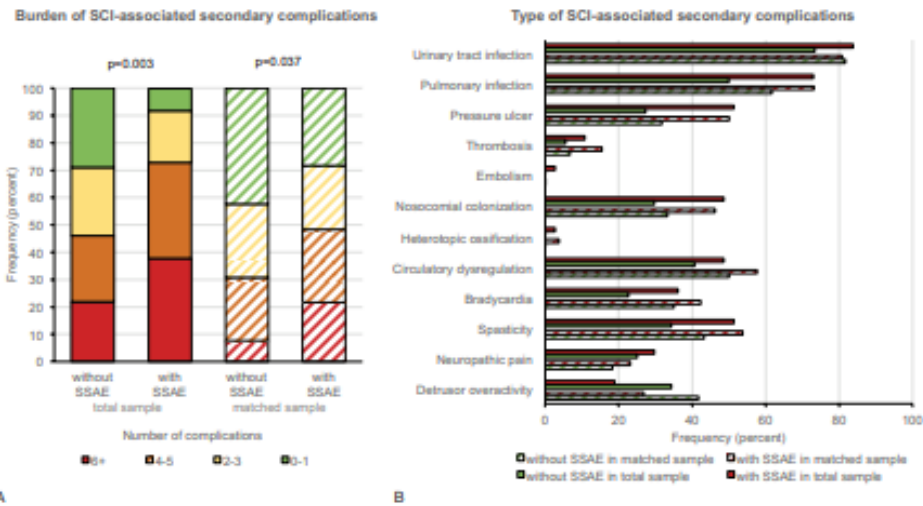 Burden of SCI-associated secondary complications
p=0.003
p=0.037
100
90
80
70
60
50
40
30
20
10
0
Frequency (percent)
without SSAE
with SSAE
without SSAE
with SSAE
total sample
matched sample
Number of complications
6+
4-5
2-3
0-1
A
Type of SCI-associated secondary complications
Urinary tract infection
Pulmonary infection
Pressure ulcer
Thrombosis
Embolism
Nosocomial colonization
Heterotopic ossification
Circulatory dysregulation
Bradycardia
Spasticity
Neuropathic pain
Detrusor overactivity
0 20 40 60 80 100
Frequency (percent)
without SSAE in matched sample
with SSAE in matched sample
without SSAE in total sample
with SSAE in total sample
B